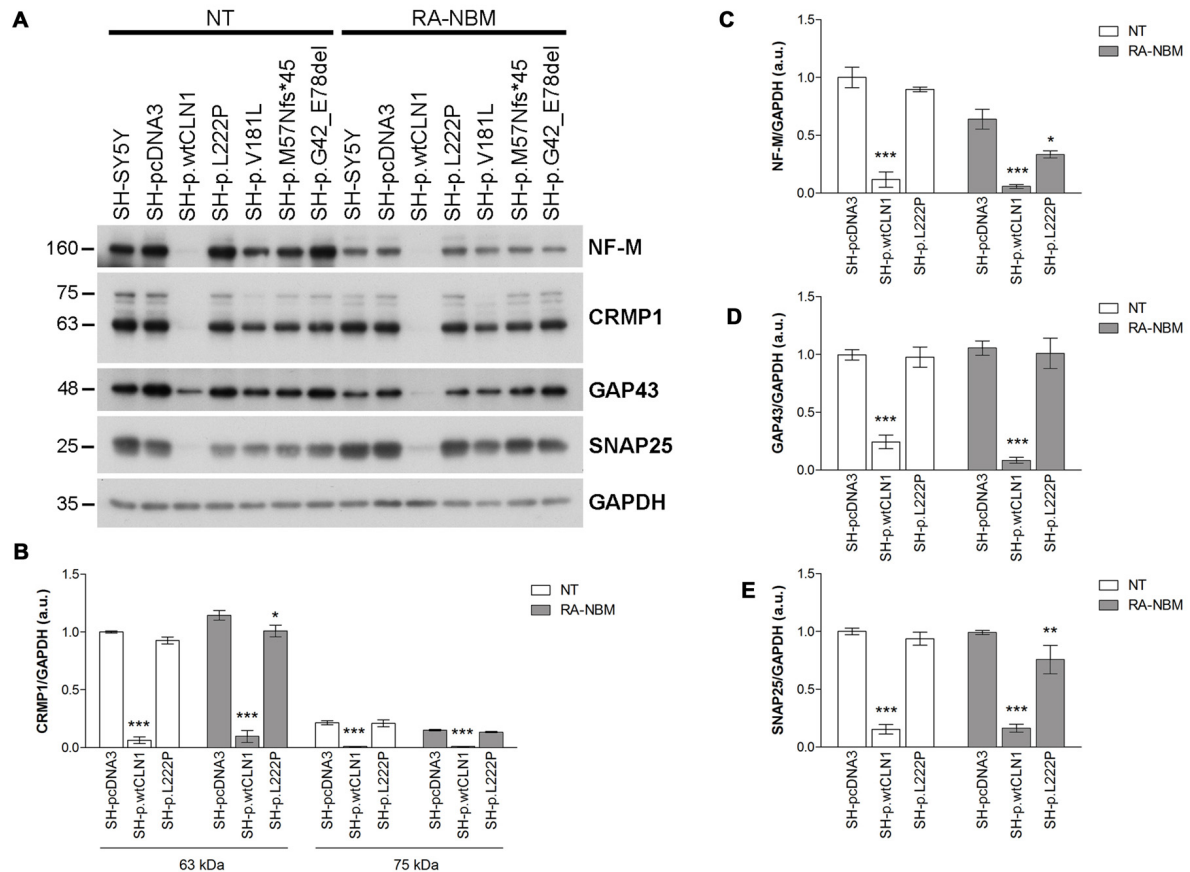 A
NT
RA-NBM
SH-SY5Y
SH-pcDNA3
SH-p.wtCLN1
SH-p.L222P
SH-p.V181L
SH-p.M57Nfs*45
SH-p.G42_E78del
SH-SY5Y
SH-pcDNA3
SH-p.wtCLN1
SH-p.L222P
SH-p.V181L
SH-p.M57Nfs*45
SH-p.G42_E78del
160
NF-M
75
63
CRMP1
48
GAP43
25
SNAP25
35
GAPDH
B
CRMP1/GAPDH (a.u.)
1.5
1.0
0.5
0.0
NT
RA-NBM
***
***
*
***
***
SH-pcDNA3
SH-p.wtCLN1
SH-p.L222P
SH-pcDNA3
SH-p.wtCLN1
SH-p.L222P
SH-pcDNA3
SH-p.wtCLN1
SH-p.L222P
SH-pcDNA3
SH-p.wtCLN1
SH-p.L222P
63 kDa
75 kDa
C
NF-M/GAPDH (a.u.)
1.5
1.0
0.5
0.0
NT
RA-NBM
***
***
*
SH-pcDNA3
SH-p.wtCLN1
SH-p.L222P
SH-pcDNA3
SH-p.wtCLN1
SH-p.L222P
D
GAP43/GAPDH (a.u.)
1.5
1.0
0.5
0.0
NT
RA-NBM
***
***
SH-pcDNA3
SH-p.wtCLN1
SH-p.L222P
SH-pcDNA3
SH-p.wtCLN1
SH-p.L222P
E
SNAP25/GAPDH (a.u.)
1.5
1.0
0.5
0.0
NT
RA-NBM
***
***
**
SH-pcDNA3
SH-p.wtCLN1
SH-p.L222P
SH-pcDNA3
SH-p.wtCLN1
SH-p.L222P